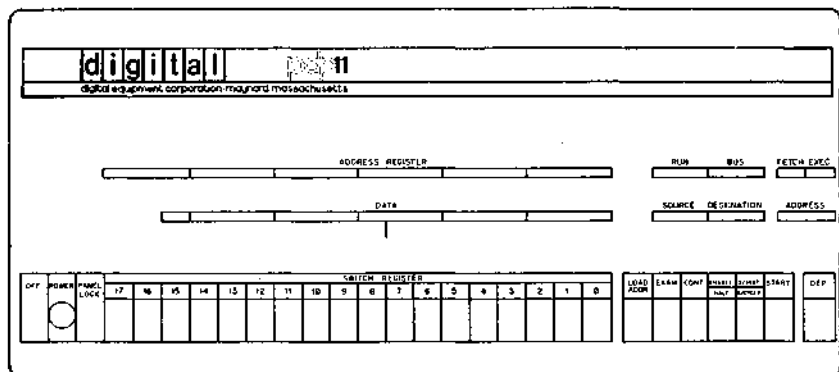 digital pdp11
digital equipment corporation·maynard massachusetts
ADDRESS REGISTER RUN BUS FETCH EXEC
DATA SOURCE DESTINATION ADDRESS
SWITCH REGISTER
OFF POWER PANEL LOCK 17 16 15 14 13 12 11 10 9 8 7 6 5 4 3 2 1 0 LOAD ADDR EXAM CONT ENABLE HALT START DEP